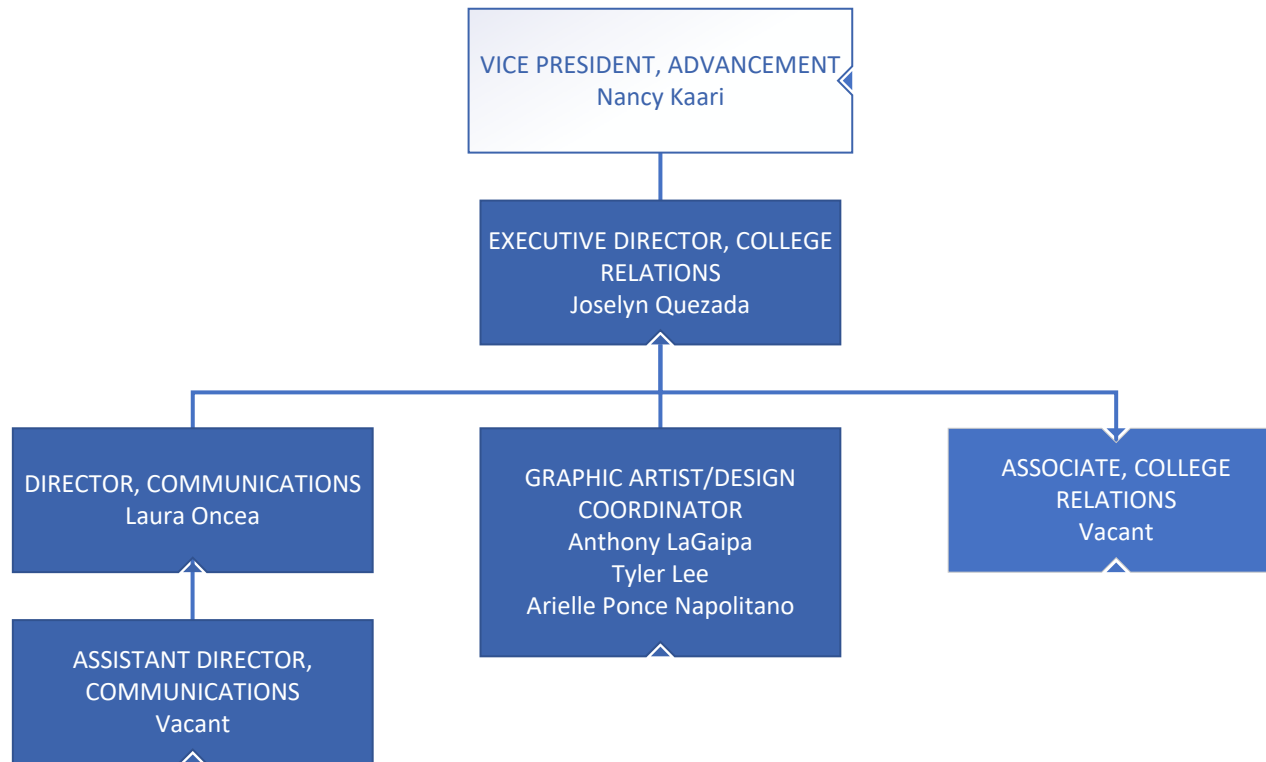 VICE PRESIDENT, ADVANCEMENT
Nancy Kaari
EXECUTIVE DIRECTOR, COLLEGE
RELATIONS
Joselyn Quezada
DIRECTOR, COMMUNICATIONS
Laura Oncea
GRAPHIC ARTIST/DESIGN
COORDINATOR
Anthony LaGaipa
Tyler Lee
Arielle Ponce Napolitano
ASSOCIATE, COLLEGE
RELATIONS
Vacant
ASSISTANT DIRECTOR,
COMMUNICATIONS
Vacant